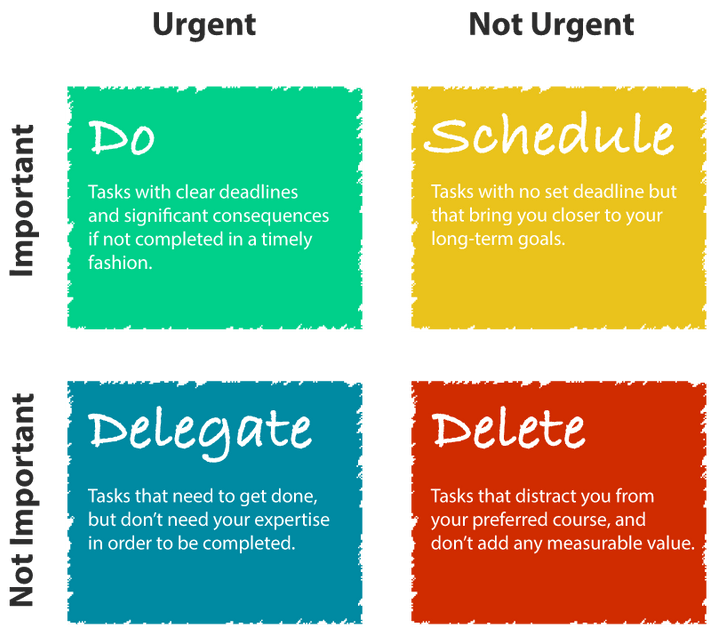 Urgent
Not Urgent
Important
Do
Tasks with clear deadlines
and significant consequences
if not completed in a timely
fashion.
Schedule
Tasks with no set deadline but
that bring you closer to your
long-term goals.
Not Important
Delegate
Tasks that need to get done,
but don’t need your expertise
in order to be completed.
Delete
Tasks that distract you from
your preferred course, and
don’t add any measurable value.